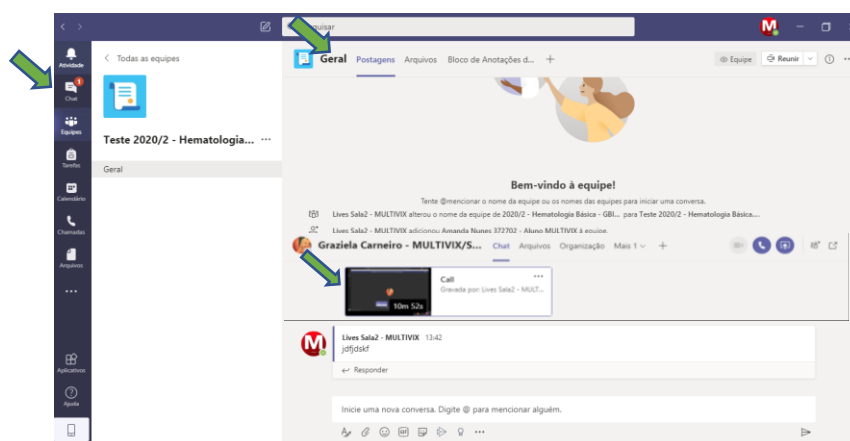 Atividade
Chat
1
Equipes
Tarefas
Calendário
Chamadas
Arquivos
Aplicativos
Ajuda
Todas as equipes
Teste 2020/2 - Hematologia... ...
Geral
quisar
M
Geral Postagens Arquivos Bloco de Anotações d... +
Equipe Reunir
Bem-vindo à equipe!
Tente @mencionar o nome da equipe ou os nomes das equipes para iniciar uma conversa.
Lives Sala2 - MULTIVIX alterou o nome da equipe de 2020/2 - Hematologia Básica - GBI... para Teste 2020/2 - Hematologia Básica....
Lives Sala2 - MULTIVIX adicionou Amanda Nunes 372702 - Aluno MULTIVIX à equipe.
Graziela Carneiro - MULTIVIX/S... Chat Arquivos Organização Mais 1 +
Call ...
Gravada por: Lives Sala2 - MULT...
10m 52s
M
Lives Sala2 - MULTIVIX 13:42
jdfjdskf
Responder
Inicie uma nova conversa. Digite @ para mencionar alguém.
GIF